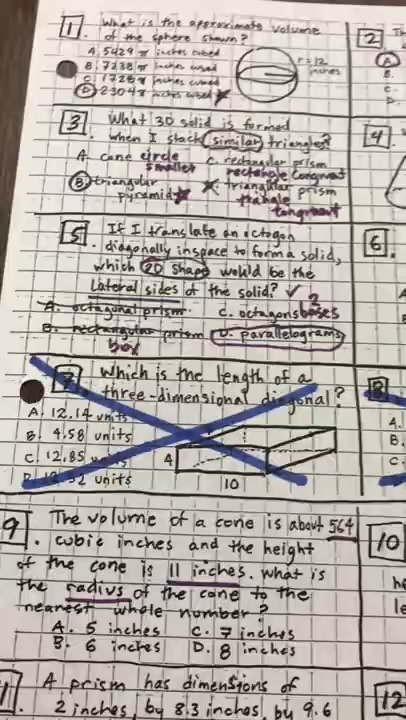 1
. What is the approximate volume
of the sphere shown?
A. 5429 π inches cubed
B. 7238 π inches cubed
C. 1728 π inches cubed
D. 2304 π inches cubed
r=12
inches
2
A
B.
C.
3
. What 3D solid is formed
when I stack similar triangles?
A. cone circle
smaller
B. triangular
pyramid
C. rectangular prism
rectangle congruent
triangular prism
triangle
congruent
4
5
. If I translate an octagon
diagonally in space to form a solid,
which 2D shape would be the
lateral sides of the solid?
A. octagonal prism
B. rectangular prism
box
C. octagons bases
2
D. parallelograms
6
7
. Which is the length of a
three-dimensional diagonal?
A. 12.14 units
B. 4.58 units
C. 12.85 units
units
4
10
8
A.
B.
C.
9
. The volume of a cone is about 564
cubic inches and the height
of the cone is 11 inches. What is
the radius of the cone to the
nearest whole number?
A. 5 inches C. 7 inches
B. 6 inches D. 8 inches
10
A prism has dimensions of
2 inches by 8.3 inches by 9.6
12